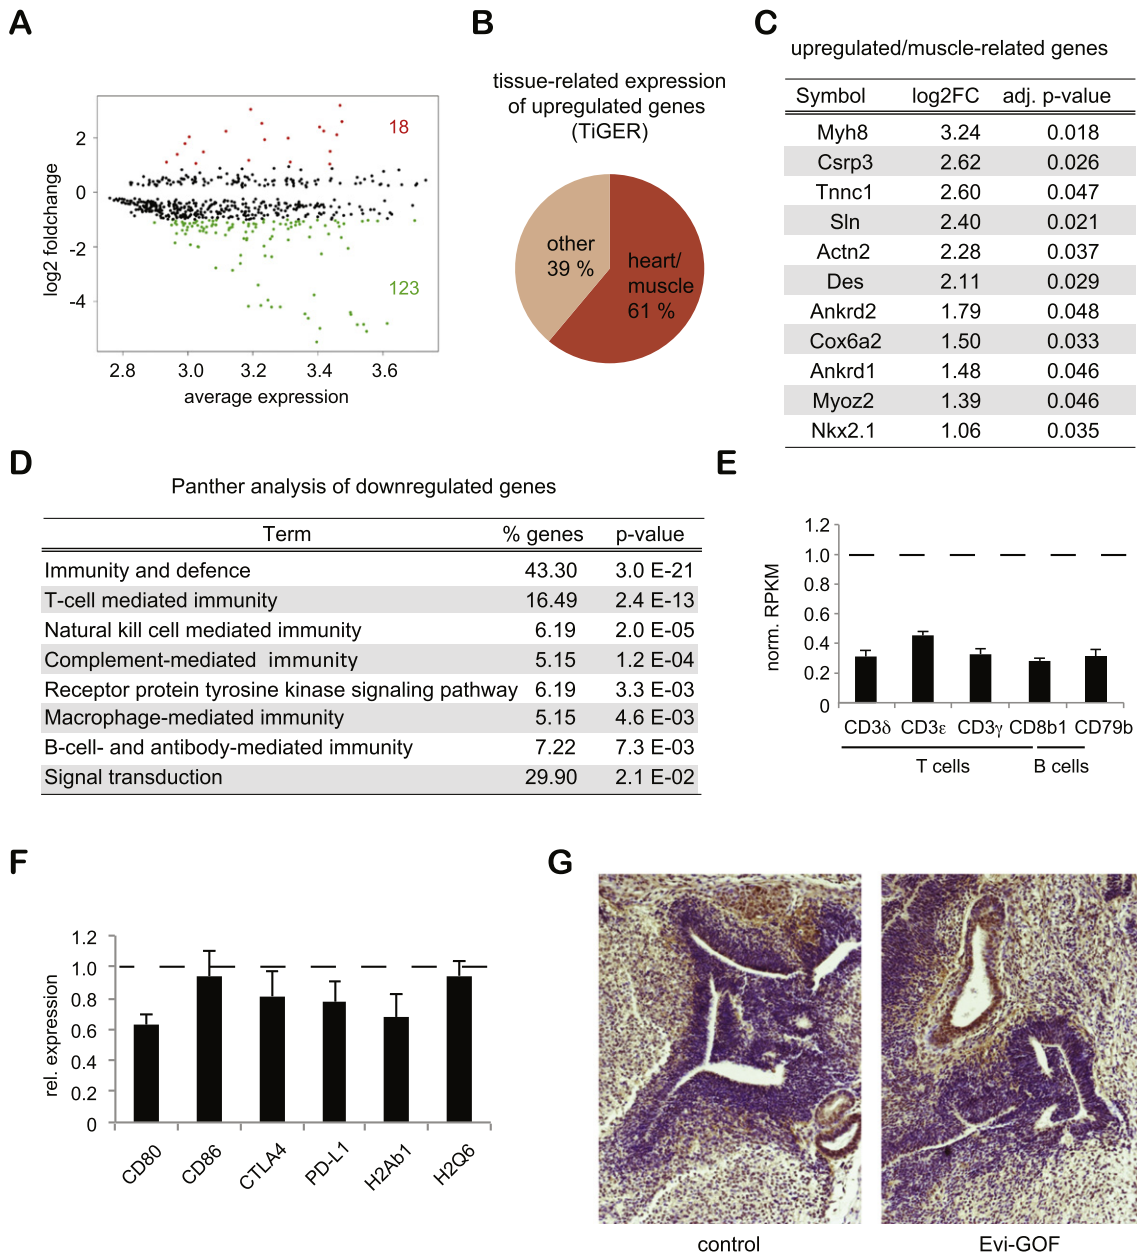 A
log2 foldchange
2
0
-2
-4
18
123
2.8 3.0 3.2 3.4 3.6
average expression
B
tissue-related expression
of upregulated genes
(TiGER)
other
39 %
heart/
muscle
61 %
C
upregulated/muscle-related genes
Symbol log2FC adj. p-value
Myh8 3.24 0.018
Csrp3 2.62 0.026
Tnnc1 2.60 0.047
Sln 2.40 0.021
Actn2 2.28 0.037
Des 2.11 0.029
Ankrd2 1.79 0.048
Cox6a2 1.50 0.033
Ankrd1 1.48 0.046
Myoz2 1.39 0.046
Nkx2.1 1.06 0.035
D
Panther analysis of downregulated genes
Term % genes p-value
Immunity and defence 43.30 3.0 E-21
T-cell mediated immunity 16.49 2.4 E-13
Natural kill cell mediated immunity 6.19 2.0 E-05
Complement-mediated immunity 5.15 1.2 E-04
Receptor protein tyrosine kinase signaling pathway 6.19 3.3 E-03
Macrophage-mediated immunity 5.15 4.6 E-03
B-cell- and antibody-mediated immunity 7.22 7.3 E-03
Signal transduction 29.90 2.1 E-02
E
norm. RPKM
1.2
1.0
0.8
0.6
0.4
0.2
0
CD3δ CD3ε CD3γ CD8b1 CD79b
T cells B cells
F
rel. expression
1.2
1.0
0.8
0.6
0.4
0.2
0
CD80 CD86 CTLA4 PD-L1 H2Ab1 H2Q6
G
control Evi-GOF